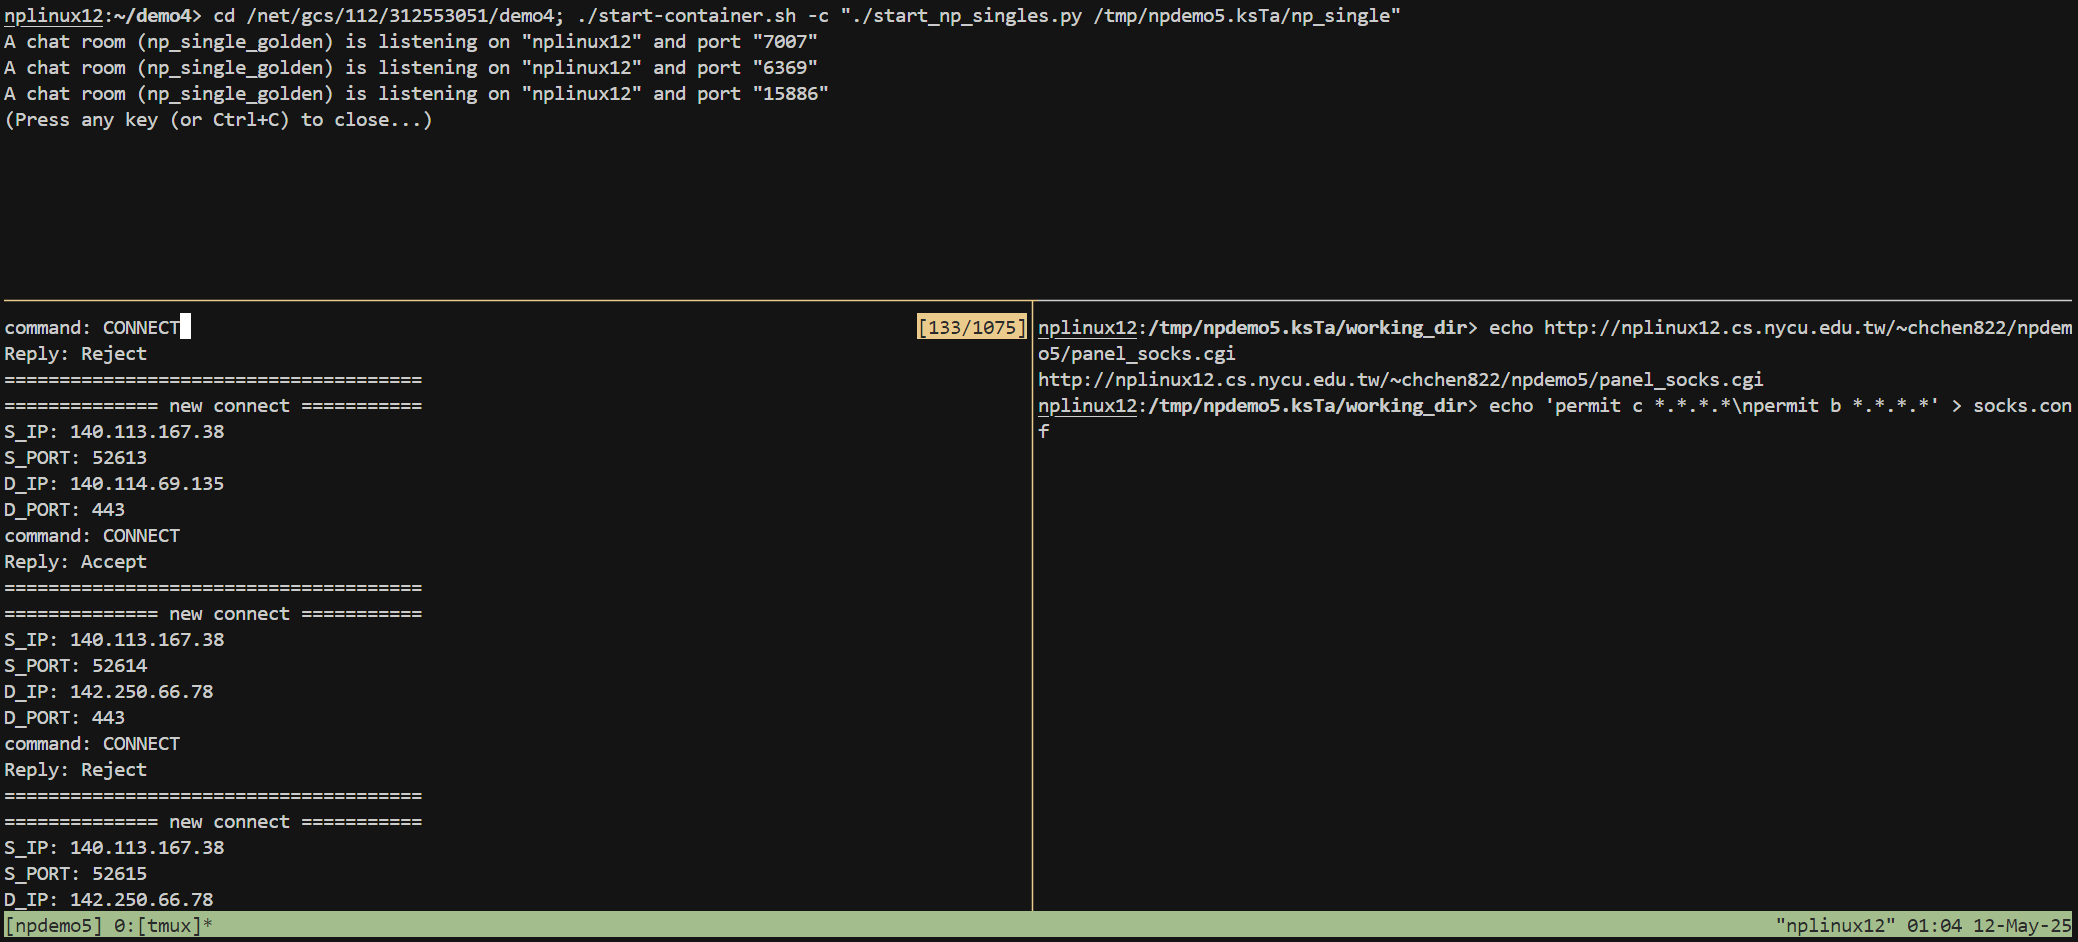 nplinux12:~/demo4> cd /net/gcs/112/312553051/demo4; ./start-container.sh -c "./start_np_singles.py /tmp/npdemo5.ksTa/np_single"
A chat room (np_single_golden) is listening on "nplinux12" and port "7007"
A chat room (np_single_golden) is listening on "nplinux12" and port "6369"
A chat room (np_single_golden) is listening on "nplinux12" and port "15886"
(Press any key (or Ctrl+C) to close...)
command: CONNECT
[133/1075]
Reply: Reject
======================================
============== new connect ===========
S_IP: 140.113.167.38
S_PORT: 52613
D_IP: 140.114.69.135
D_PORT: 443
command: CONNECT
Reply: Accept
======================================
============== new connect ===========
S_IP: 140.113.167.38
S_PORT: 52614
D_IP: 142.250.66.78
D_PORT: 443
command: CONNECT
Reply: Reject
======================================
============== new connect ===========
S_IP: 140.113.167.38
S_PORT: 52615
D_IP: 142.250.66.78
nplinux12:/tmp/npdemo5.ksTa/working_dir> echo http://nplinux12.cs.nycu.edu.tw/~chchen822/npdem
o5/panel_socks.cgi
http://nplinux12.cs.nycu.edu.tw/~chchen822/npdemo5/panel_socks.cgi
nplinux12:/tmp/npdemo5.ksTa/working_dir> echo 'permit c *.*.*.*\npermit b *.*.*.*' > socks.con
f
[npdemo5] 0:[tmux]*
"nplinux12" 01:04 12-May-25